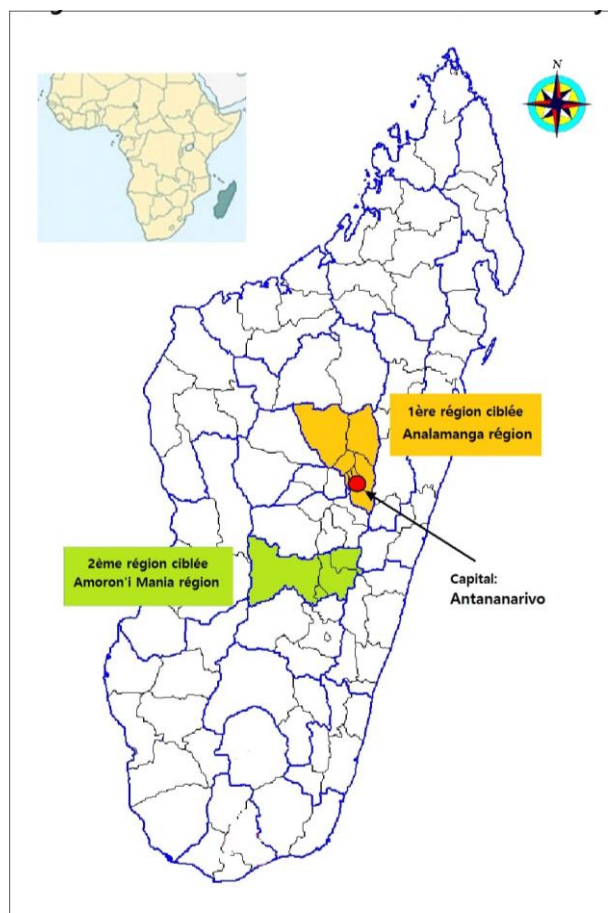 N
1ère région ciblée
Analamanga région
2ème région ciblée
Amoron'i Mania région
Capital:
Antananarivo